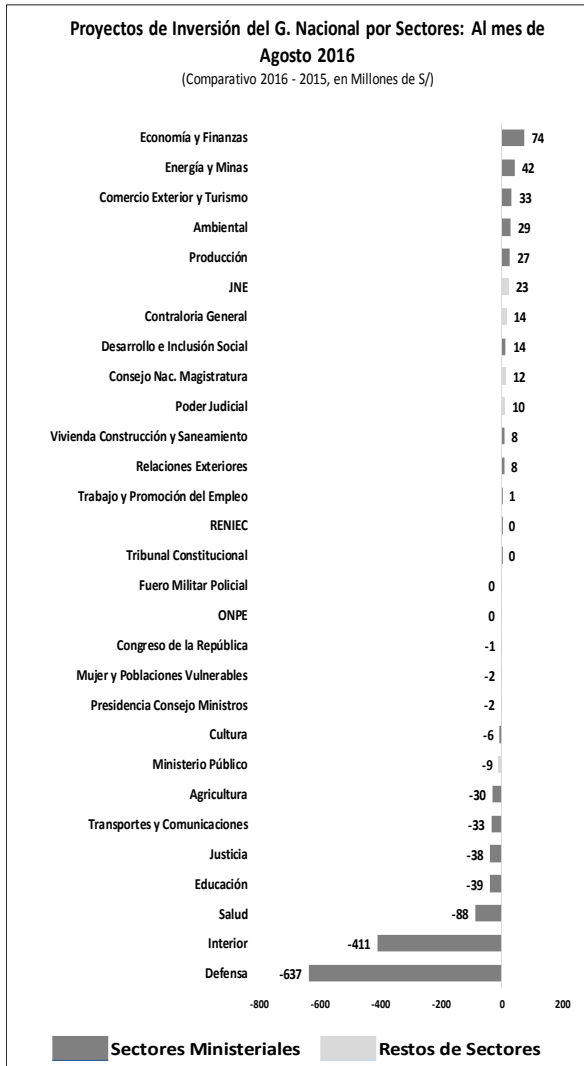 Proyectos de Inversión del G. Nacional por Sectores: Al mes de
Agosto 2016
(Comparativo 2016 - 2015, en Millones de S/)
Economía y Finanzas 74
Energía y Minas 42
Comercio Exterior y Turismo 33
Ambiental 29
Producción 27
JNE 23
Contraloria General 14
Desarrollo e Inclusión Social 14
Consejo Nac. Magistratura 12
Poder Judicial 10
Vivienda Construcción y Saneamiento 8
Relaciones Exteriores 8
Trabajo y Promoción del Empleo 1
RENIEC 0
Tribunal Constitucional 0
Fuero Militar Policial 0
ONPE 0
Congreso de la República -1
Mujer y Poblaciones Vulnerables -2
Presidencia Consejo Ministros -2
Cultura -6
Ministerio Público -9
Agricultura -30
Transportes y Comunicaciones -33
Justicia -38
Educación -39
Salud -88
Interior -411
Defensa -637
-800 -600 -400 -200 0 200
Sectores Ministeriales Restos de Sectores